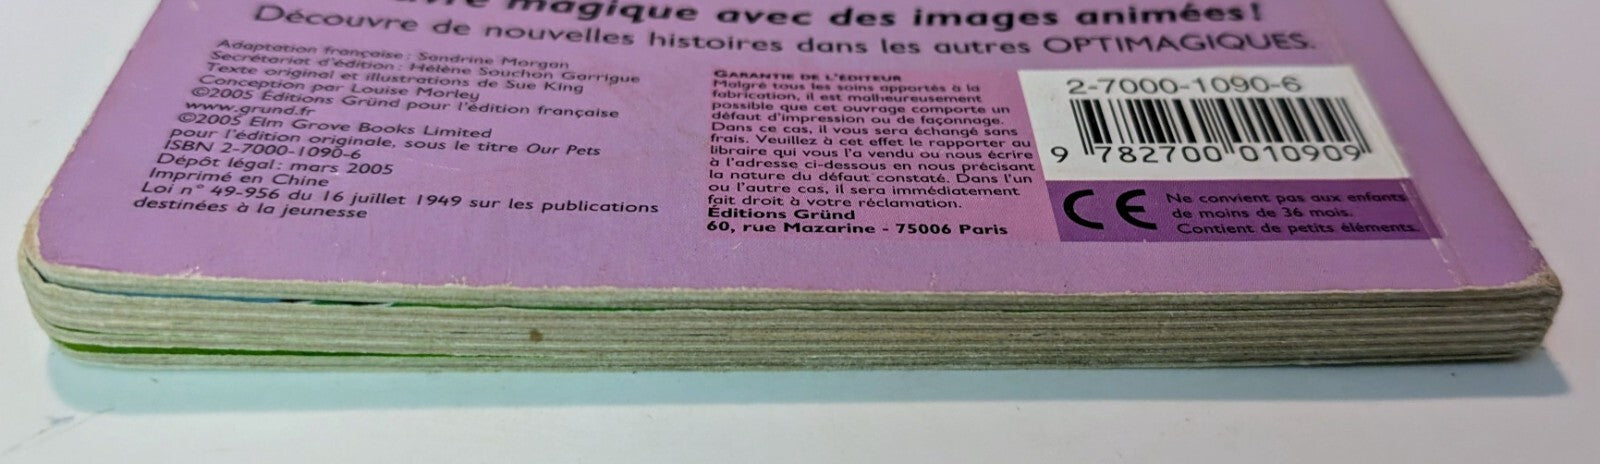 magique avec des images animées!
Découvre de nouvelles histoires dans les autres OPTIMAGIQUES.
Adaptation française: Sandrine Morgan
Secrétariat d'édition: Hélène Souchon Garrigue
Texte original et illustrations de Sue King
Conception par Louise Morley
©2005 Éditions Gründ pour l'édition française
www.grund.fr
©2005 Elm Grove Books Limited
pour l'édition originale, sous le titre Our Pets
ISBN 2-7000-1090-6
Dépôt légal: mars 2005
Imprimé en Chine
Loi n° 49-956 du 16 juillet 1949 sur les publications
destinées à la jeunesse
GARANTIE DE L'ÉDITEUR
Malgré tous les soins apportés à la
fabrication, il est malheureusement
possible que cet ouvrage comporte un
défaut d'impression ou de façonnage.
Dans ce cas, il vous sera échangé sans
frais. Veuillez à cet effet le rapporter au
libraire qui vous l'a vendu ou nous écrire
à l'adresse ci-dessous en nous précisant
la nature du défaut constaté. Dans l'un
ou l'autre cas, il sera immédiatement
fait droit à votre réclamation.
Éditions Gründ
60, rue Mazarine - 75006 Paris
2-7000-1090-6
9 782700 010909
CE
Ne convient pas aux enfants
de moins de 36 mois.
Contient de petits éléments.